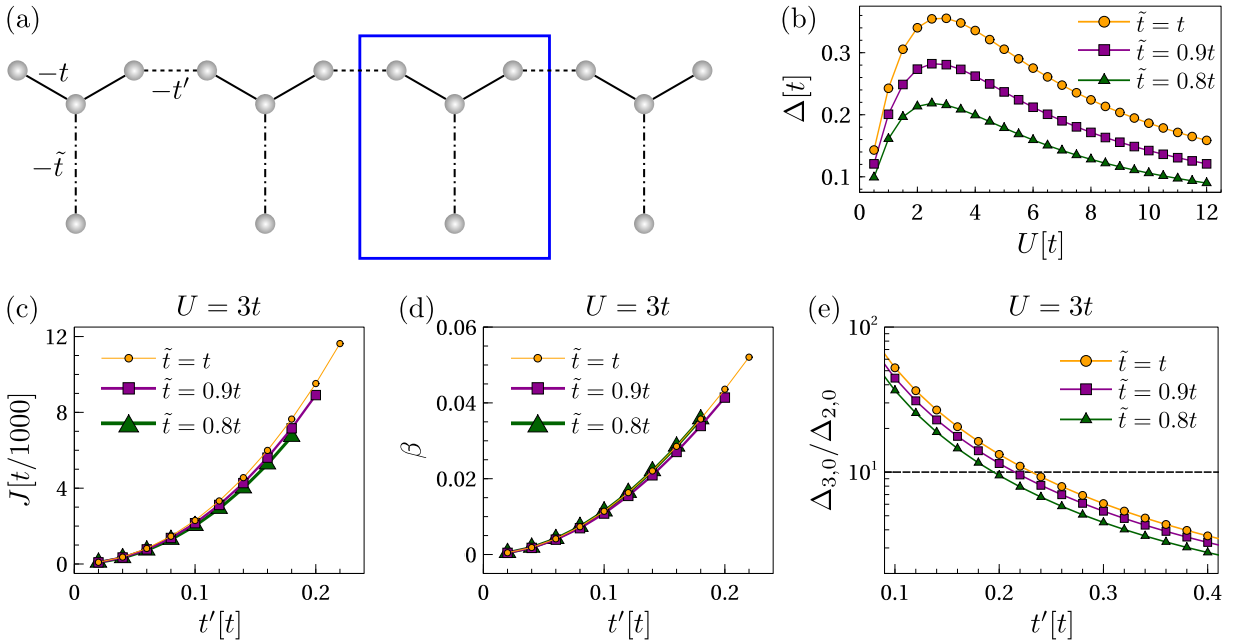 (a)
−t
−t′
−t̃
(b)
Δ[t]
0.3
0.2
0.1
t̃ = t
t̃ = 0.9t
t̃ = 0.8t
0 2 4 6 8 10 12
U[t]
(c)
U = 3t
J[t/1000]
12
8
4
0
t̃ = t
t̃ = 0.9t
t̃ = 0.8t
0 0.1 0.2
t′[t]
(d)
U = 3t
β
0.06
0.04
0.02
0
t̃ = t
t̃ = 0.9t
t̃ = 0.8t
0 0.1 0.2
t′[t]
(e)
U = 3t
Δ₃,₀/Δ₂,₀
10²
10¹
t̃ = t
t̃ = 0.9t
t̃ = 0.8t
0.1 0.2 0.3 0.4
t′[t]